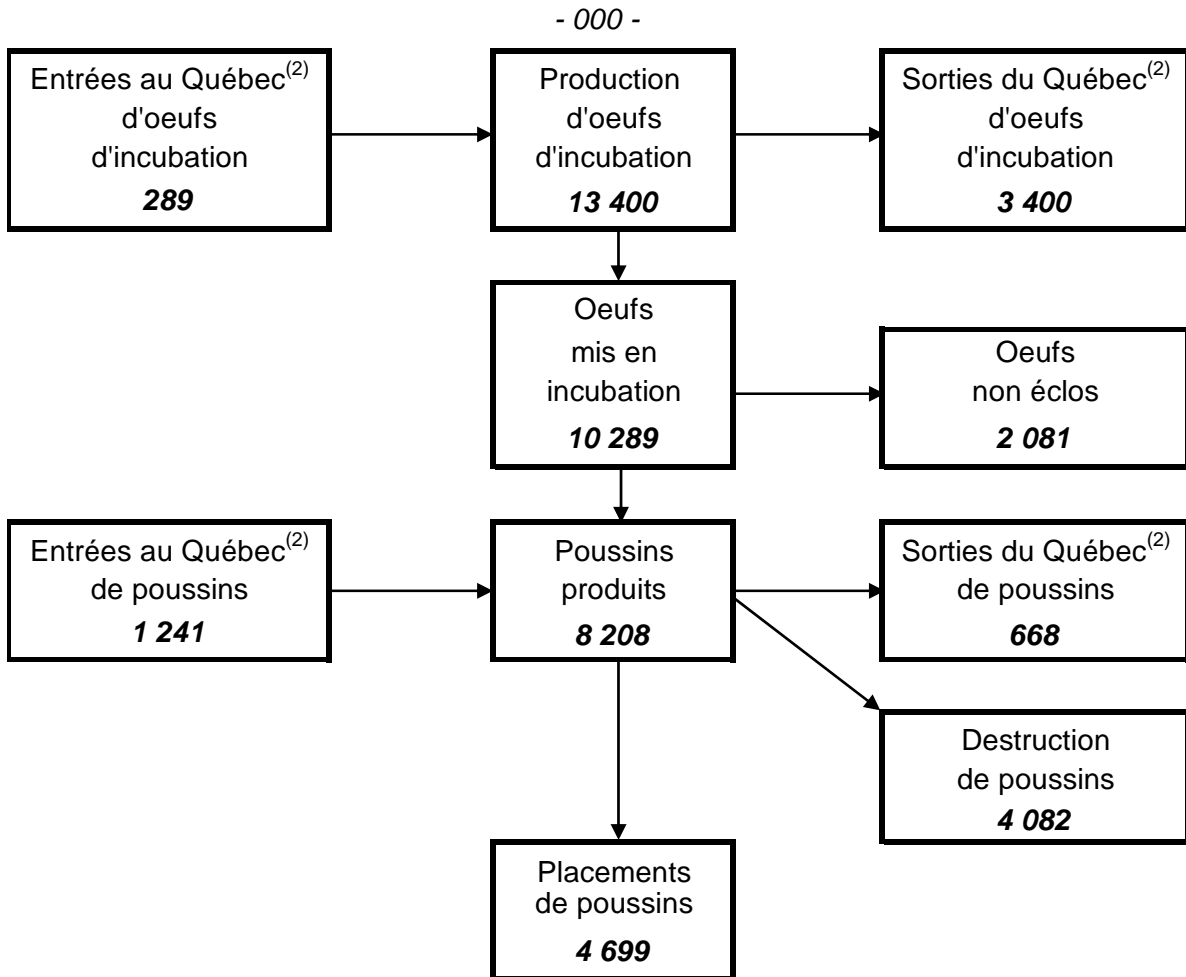 - 000 -
Entrées au Québec(2)
d'oeufs
d'incubation
289
Production
d'oeufs
d'incubation
13 400
Sorties du Québec(2)
d'oeufs
d'incubation
3 400
Oeufs
mis en
incubation
10 289
Oeufs
non éclos
2 081
Entrées au Québec(2)
de poussins
1 241
Poussins
produits
8 208
Sorties du Québec(2)
de poussins
668
Destruction
de poussins
4 082
Placements
de poussins
4 699